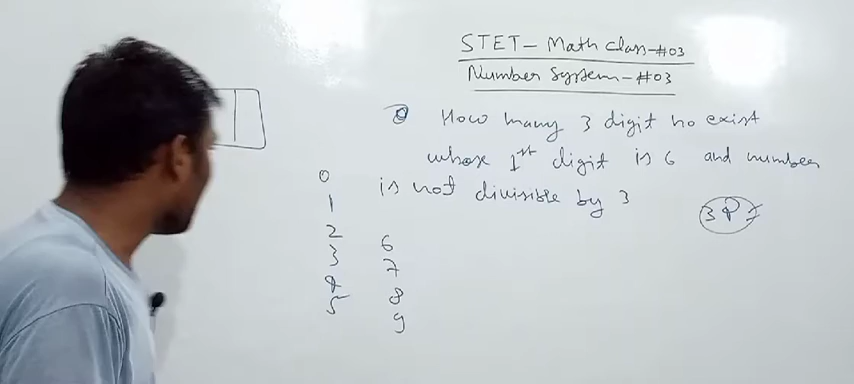 STET - Math Class-#03
Number System-#03
Q How many 3 digit no exist
whose 1st digit is 6 and number
is not divisible by 3
0
1
2
3
4
5
6
7
8
9